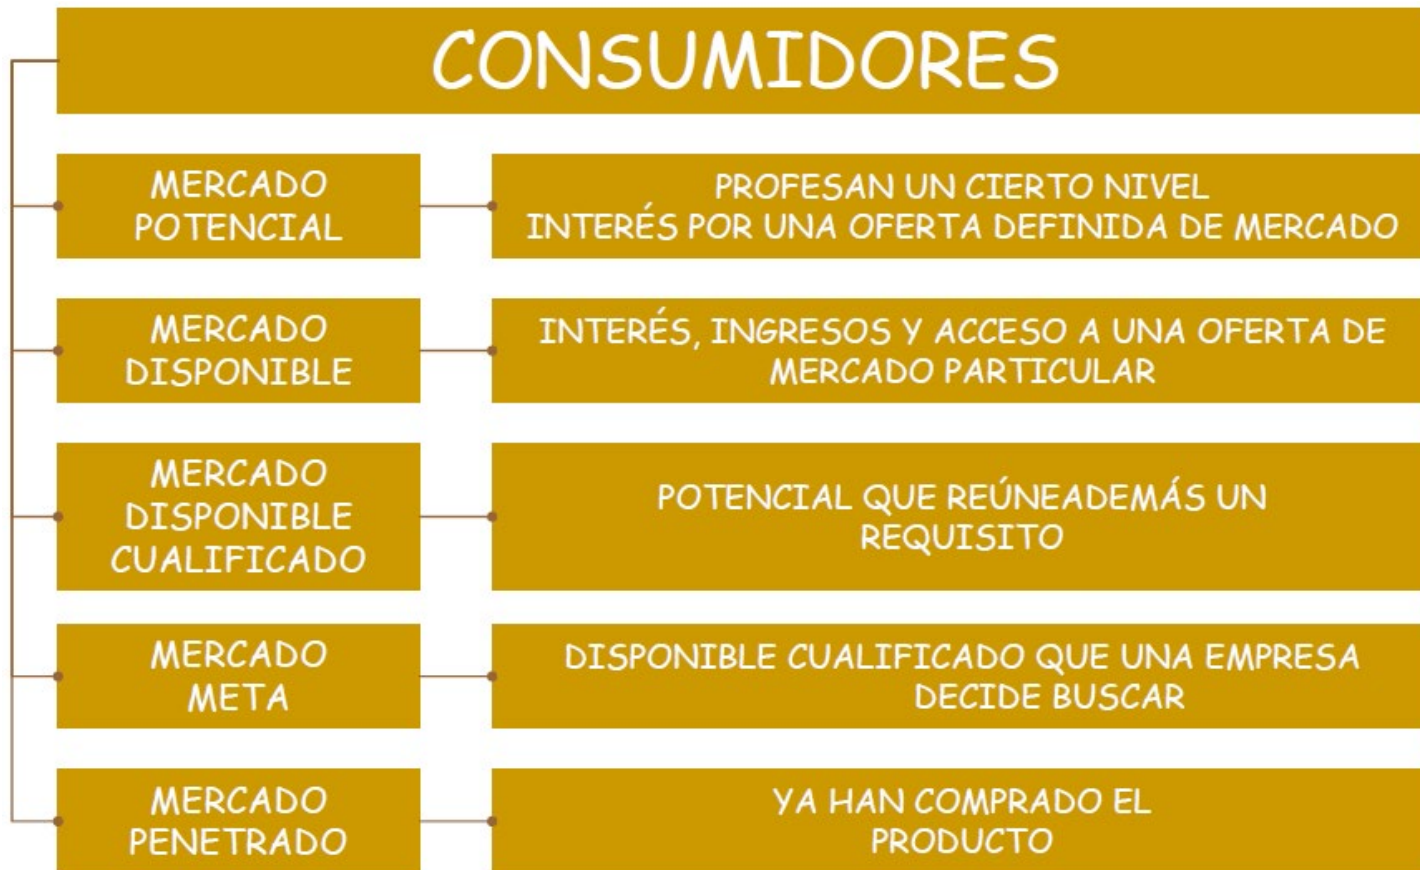 CONSUMIDORES
MERCADO
POTENCIAL
PROFESAN UN CIERTO NIVEL
INTERÉS POR UNA OFERTA DEFINIDA DE MERCADO
MERCADO
DISPONIBLE
INTERÉS, INGRESOS Y ACCESO A UNA OFERTA DE
MERCADO PARTICULAR
MERCADO
DISPONIBLE
CUALIFICADO
POTENCIAL QUE REÚNEADEMÁS UN
REQUISITO
MERCADO
META
DISPONIBLE CUALIFICADO QUE UNA EMPRESA
DECIDE BUSCAR
MERCADO
PENETRADO
YA HAN COMPRADO EL
PRODUCTO